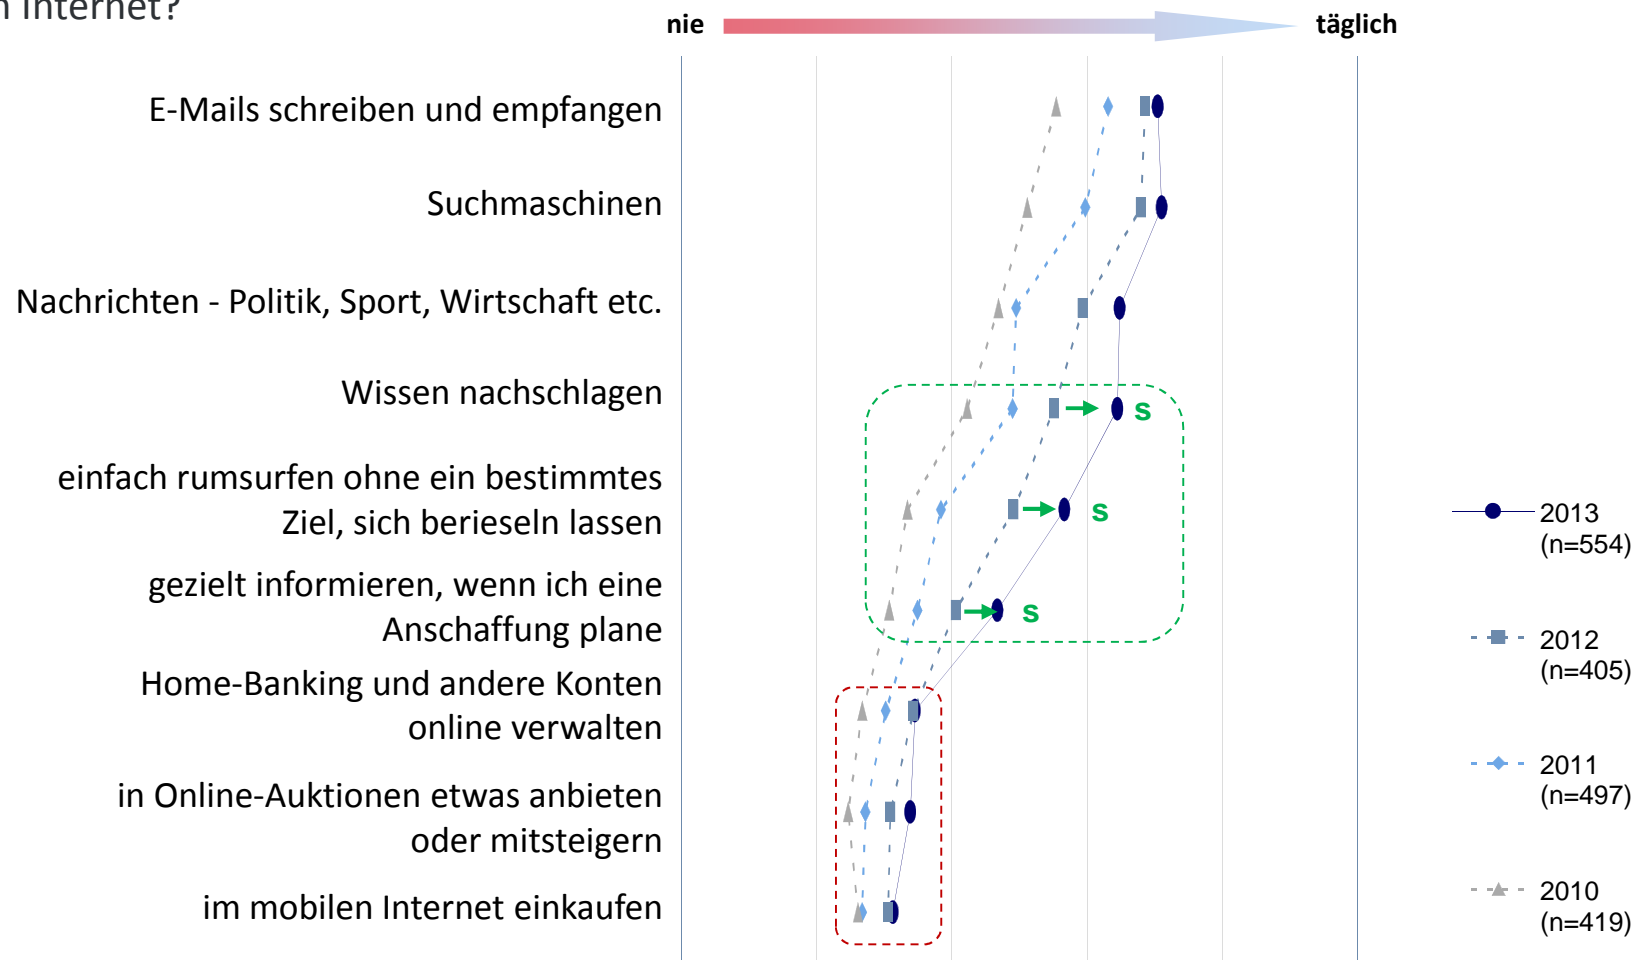 Internet?
nie
täglich
E-Mails schreiben und empfangen
Suchmaschinen
Nachrichten - Politik, Sport, Wirtschaft etc.
Wissen nachschlagen
s
einfach rumsurfen ohne ein bestimmtes
Ziel, sich berieseln lassen
s
gezielt informieren, wenn ich eine
Anschaffung plane
s
Home-Banking und andere Konten
online verwalten
in Online-Auktionen etwas anbieten
oder mitsteigern
im mobilen Internet einkaufen
2013
(n=554)
2012
(n=405)
2011
(n=497)
2010
(n=419)